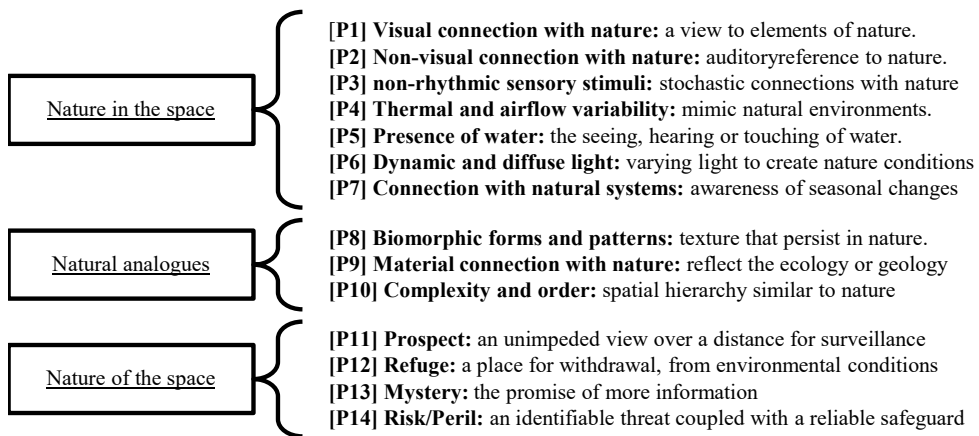 Nature in the space
[P1] Visual connection with nature: a view to elements of nature.
[P2] Non-visual connection with nature: auditoryreference to nature.
[P3] non-rhythmic sensory stimuli: stochastic connections with nature
[P4] Thermal and airflow variability: mimic natural environments.
[P5] Presence of water: the seeing, hearing or touching of water.
[P6] Dynamic and diffuse light: varying light to create nature conditions
[P7] Connection with natural systems: awareness of seasonal changes
Natural analogues
[P8] Biomorphic forms and patterns: texture that persist in nature.
[P9] Material connection with nature: reflect the ecology or geology
[P10] Complexity and order: spatial hierarchy similar to nature
Nature of the space
[P11] Prospect: an unimpeded view over a distance for surveillance
[P12] Refuge: a place for withdrawal, from environmental conditions
[P13] Mystery: the promise of more information
[P14] Risk/Peril: an identifiable threat coupled with a reliable safeguard